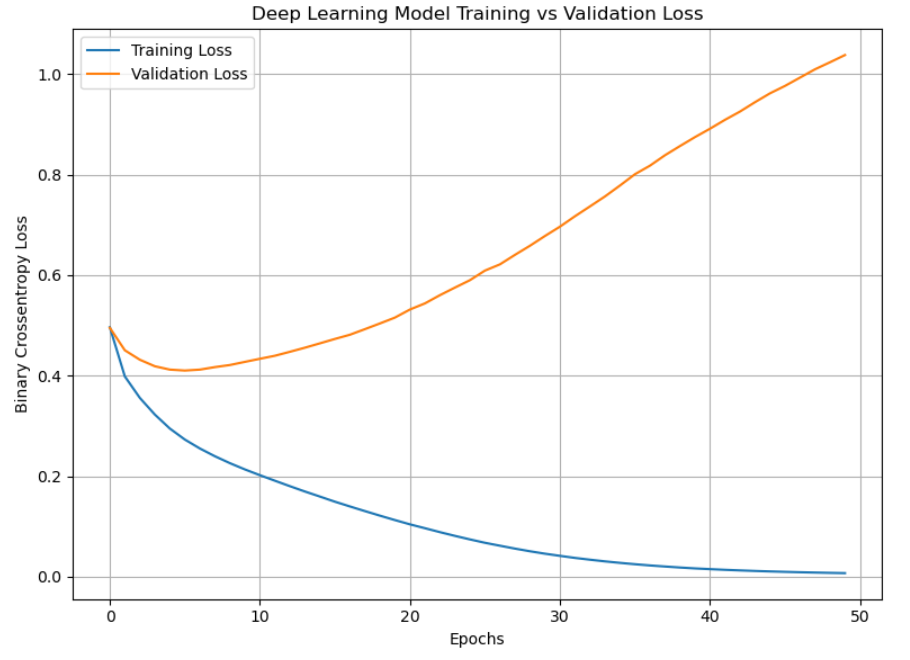 Deep Learning Model Training vs Validation Loss
Training Loss
Validation Loss
Binary Crossentropy Loss
1.0
0.8
0.6
0.4
0.2
0.0
0 10 20 30 40 50
Epochs